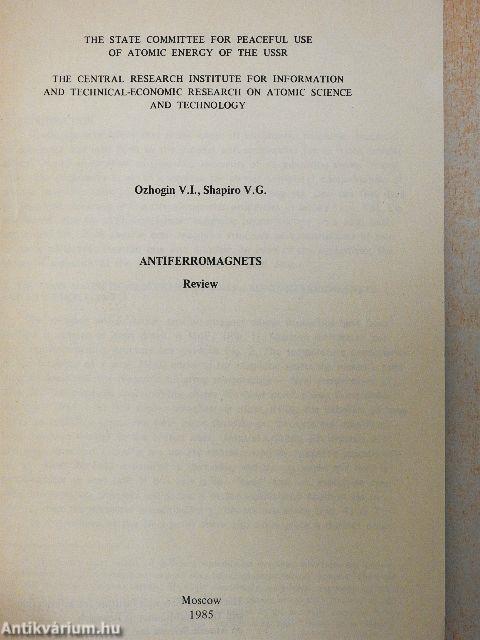 THE STATE COMMITTEE FOR PEACEFUL USE
OF ATOMIC ENERGY OF THE USSR
THE CENTRAL RESEARCH INSTITUTE FOR INFORMATION
AND TECHNICAL-ECONOMIC RESEARCH ON ATOMIC SCIENCE
AND TECHNOLOGY
Ozhogin V.I., Shapiro V.G.
ANTIFERROMAGNETS
Review
Moscow
1985
Antikvárium.hu